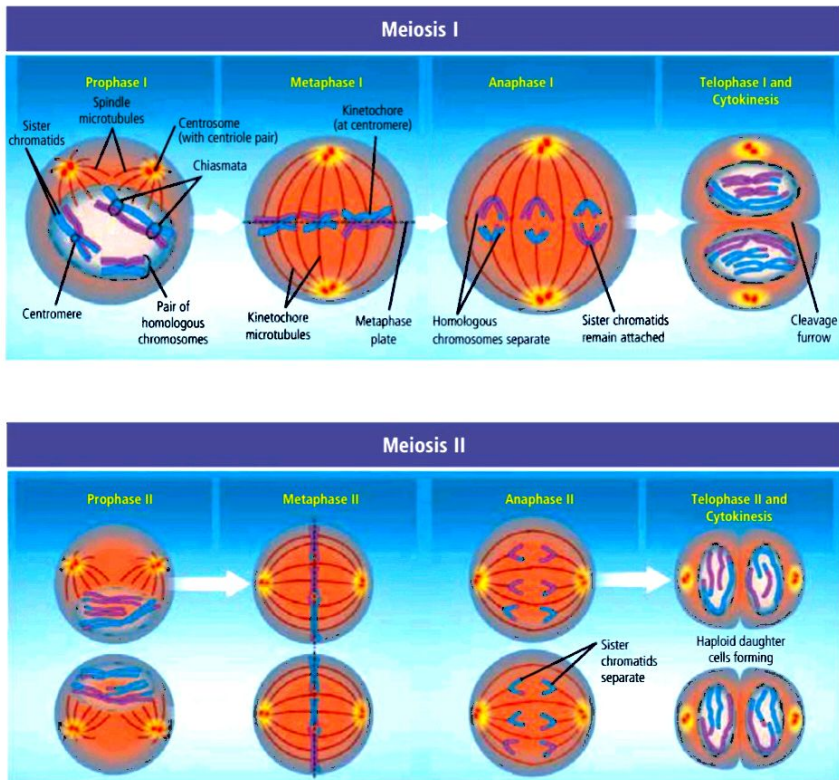 Meiosis I
Prophase I
Metaphase I
Anaphase I
Telophase I and
Cytokinesis
Spindle
microtubules
Sister
chromatids
Centrosome
(with centriole pair)
Chiasmata
Centromere
Pair of
homologous
chromosomes
Kinetochore
(at centromere)
Kinetochore
microtubules
Metaphase
plate
Homologous
chromosomes separate
Sister chromatids
remain attached
Cleavage
furrow
Meiosis II
Prophase II
Metaphase II
Anaphase II
Telophase II and
Cytokinesis
Sister
chromatids
separate
Haploid daughter
cells forming